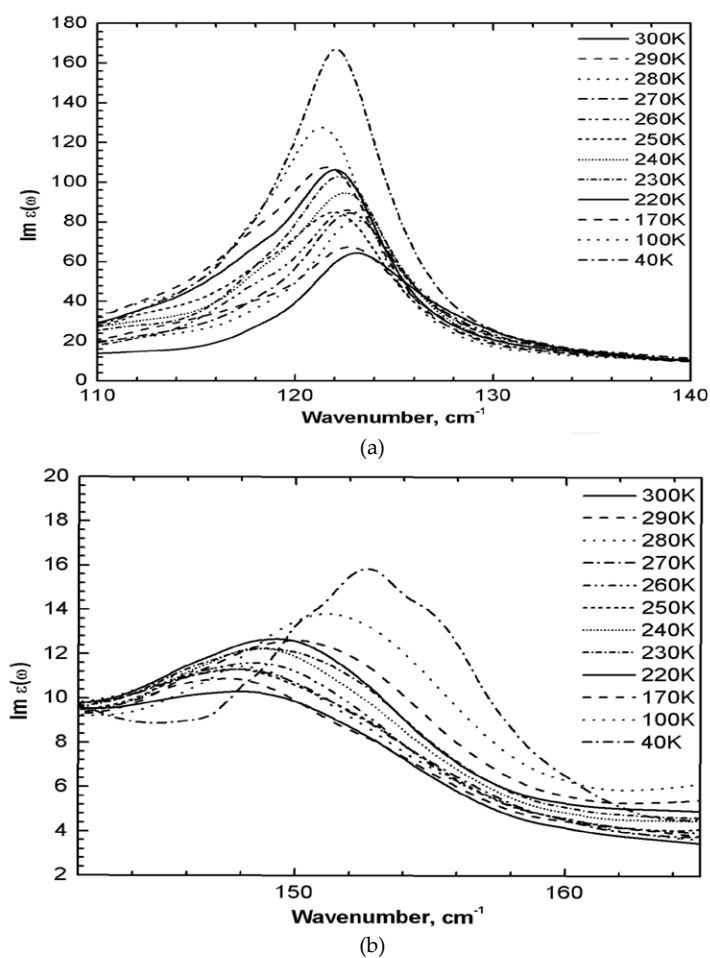 180
160
140
120
100
80
60
40
20
0
Im ε(ω)
300K
290K
280K
270K
260K
250K
240K
230K
220K
170K
100K
40K
110 120 130 140
Wavenumber, cm-1
(a)
20
18
16
14
12
10
8
6
4
2
Im ε(ω)
300K
290K
280K
270K
260K
250K
240K
230K
220K
170K
100K
40K
150 160
Wavenumber, cm-1
(b)